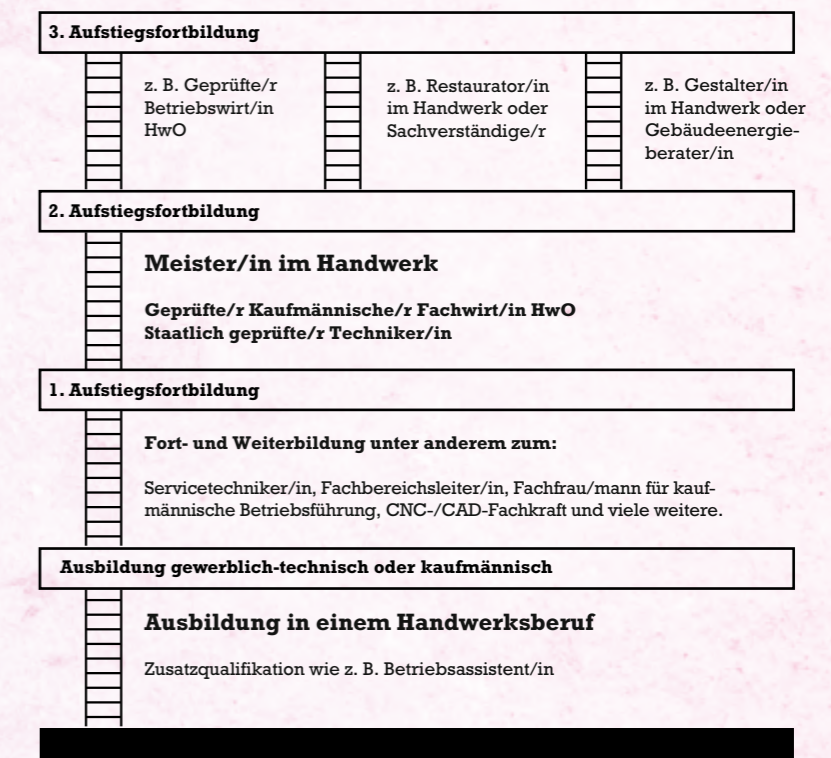 3. Aufstiegsfortbildung
z. B. Geprüfte/r
Betriebswirt/in
HwO
z. B. Restaurator/in
im Handwerk oder
Sachverständige/r
z. B. Gestalter/in
im Handwerk oder
Gebäudeenergie-
berater/in
2. Aufstiegsfortbildung
Meister/in im Handwerk
Geprüfte/r Kaufmännische/r Fachwirt/in HwO
Staatlich geprüfte/r Techniker/in
1. Aufstiegsfortbildung
Fort- und Weiterbildung unter anderem zum:
Servicetechniker/in, Fachbereichsleiter/in, Fachfrau/mann für kauf-
männische Betriebsführung, CNC-/CAD-Fachkraft und viele weitere.
Ausbildung gewerblich-technisch oder kaufmännisch
Ausbildung in einem Handwerksberuf
Zusatzqualifikation wie z. B. Betriebsassistent/in